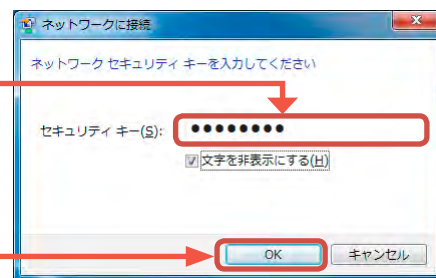 ネットワークに接続
ネットワーク セキュリティ キーを入力してください
セキュリティ キー(S): ●●●●●●●●
文字を非表示にする(H)
OK キャンセル